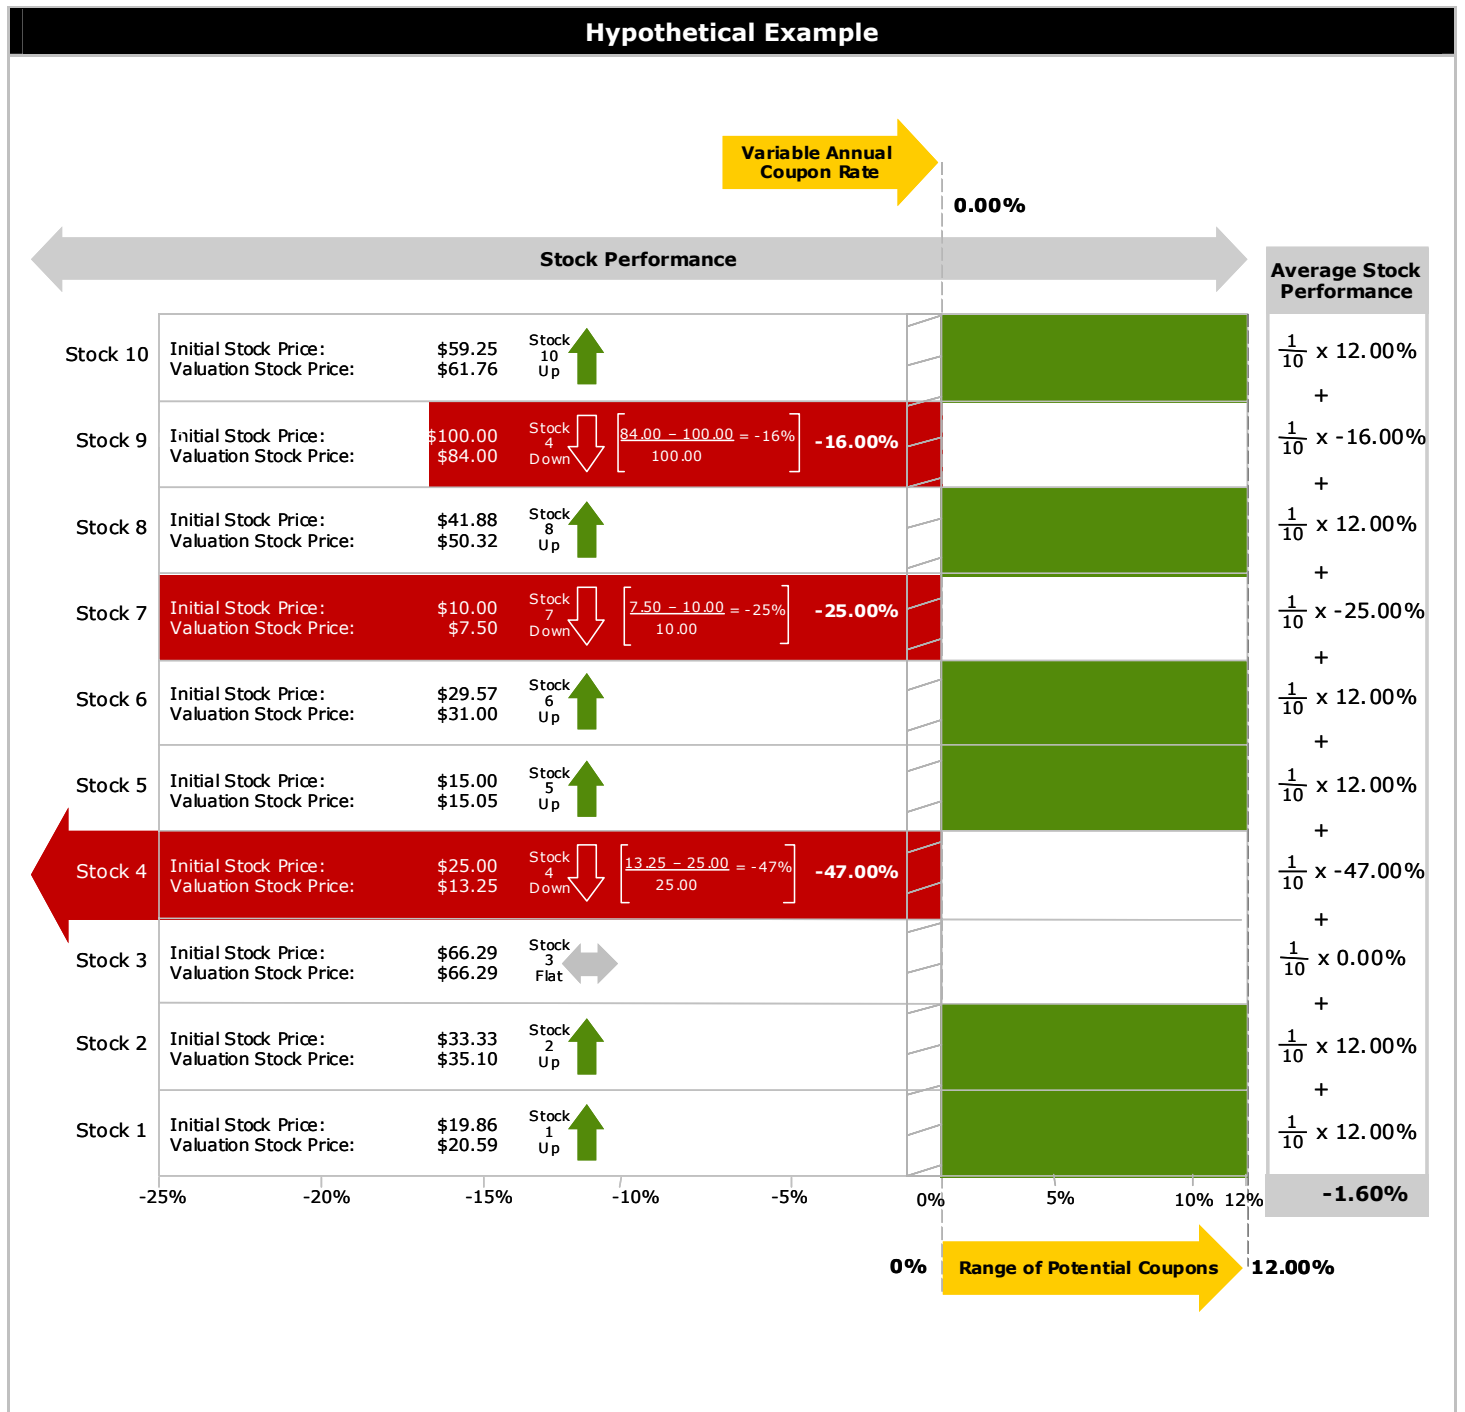 Hypothetical Example
Variable Annual
Coupon Rate
0.00%
Stock Performance
Average Stock
Performance
Stock 10
Initial Stock Price: $59.25
Valuation Stock Price: $61.76
Stock
10
Up
1/10 x 12.00%
+
Stock 9
Initial Stock Price: $100.00
Valuation Stock Price: $84.00
Stock
4
Down
84.00 – 100.00 = -16%
100.00
-16.00%
1/10 x -16.00%
+
Stock 8
Initial Stock Price: $41.88
Valuation Stock Price: $50.32
Stock
8
Up
1/10 x 12.00%
+
Stock 7
Initial Stock Price: $10.00
Valuation Stock Price: $7.50
Stock
7
Down
7.50 – 10.00 = -25%
10.00
-25.00%
1/10 x -25.00%
+
Stock 6
Initial Stock Price: $29.57
Valuation Stock Price: $31.00
Stock
6
Up
1/10 x 12.00%
+
Stock 5
Initial Stock Price: $15.00
Valuation Stock Price: $15.05
Stock
5
Up
1/10 x 12.00%
+
Stock 4
Initial Stock Price: $25.00
Valuation Stock Price: $13.25
Stock
4
Down
13.25 – 25.00 = -47%
25.00
-47.00%
1/10 x -47.00%
+
Stock 3
Initial Stock Price: $66.29
Valuation Stock Price: $66.29
Stock
3
Flat
1/10 x 0.00%
+
Stock 2
Initial Stock Price: $33.33
Valuation Stock Price: $35.10
Stock
2
Up
1/10 x 12.00%
+
Stock 1
Initial Stock Price: $19.86
Valuation Stock Price: $20.59
Stock
1
Up
1/10 x 12.00%
-25% -20% -15% -10% -5% 0% 5% 10% 12%
-1.60%
0% Range of Potential Coupons 12.00%